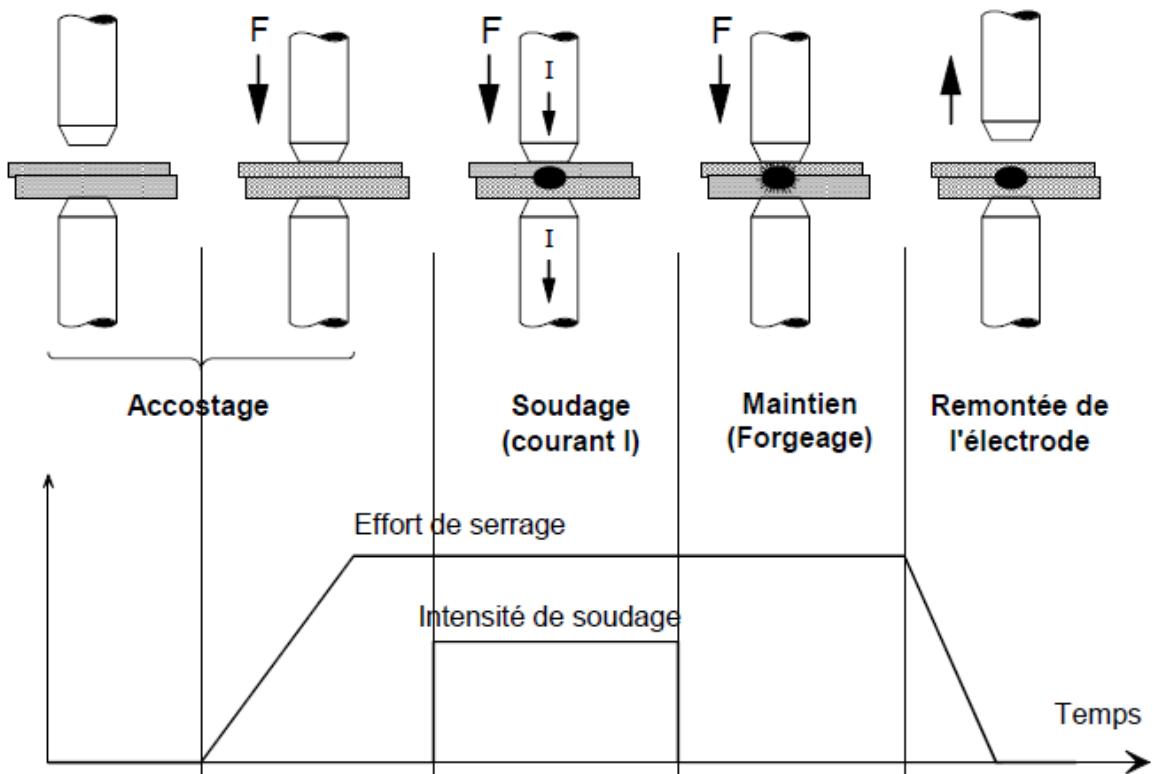 F
F
F
I
I
Accostage
Soudage
(courant I)
Maintien
(Forgeage)
Remontée de
l'électrode
Effort de serrage
Intensité de soudage
Temps